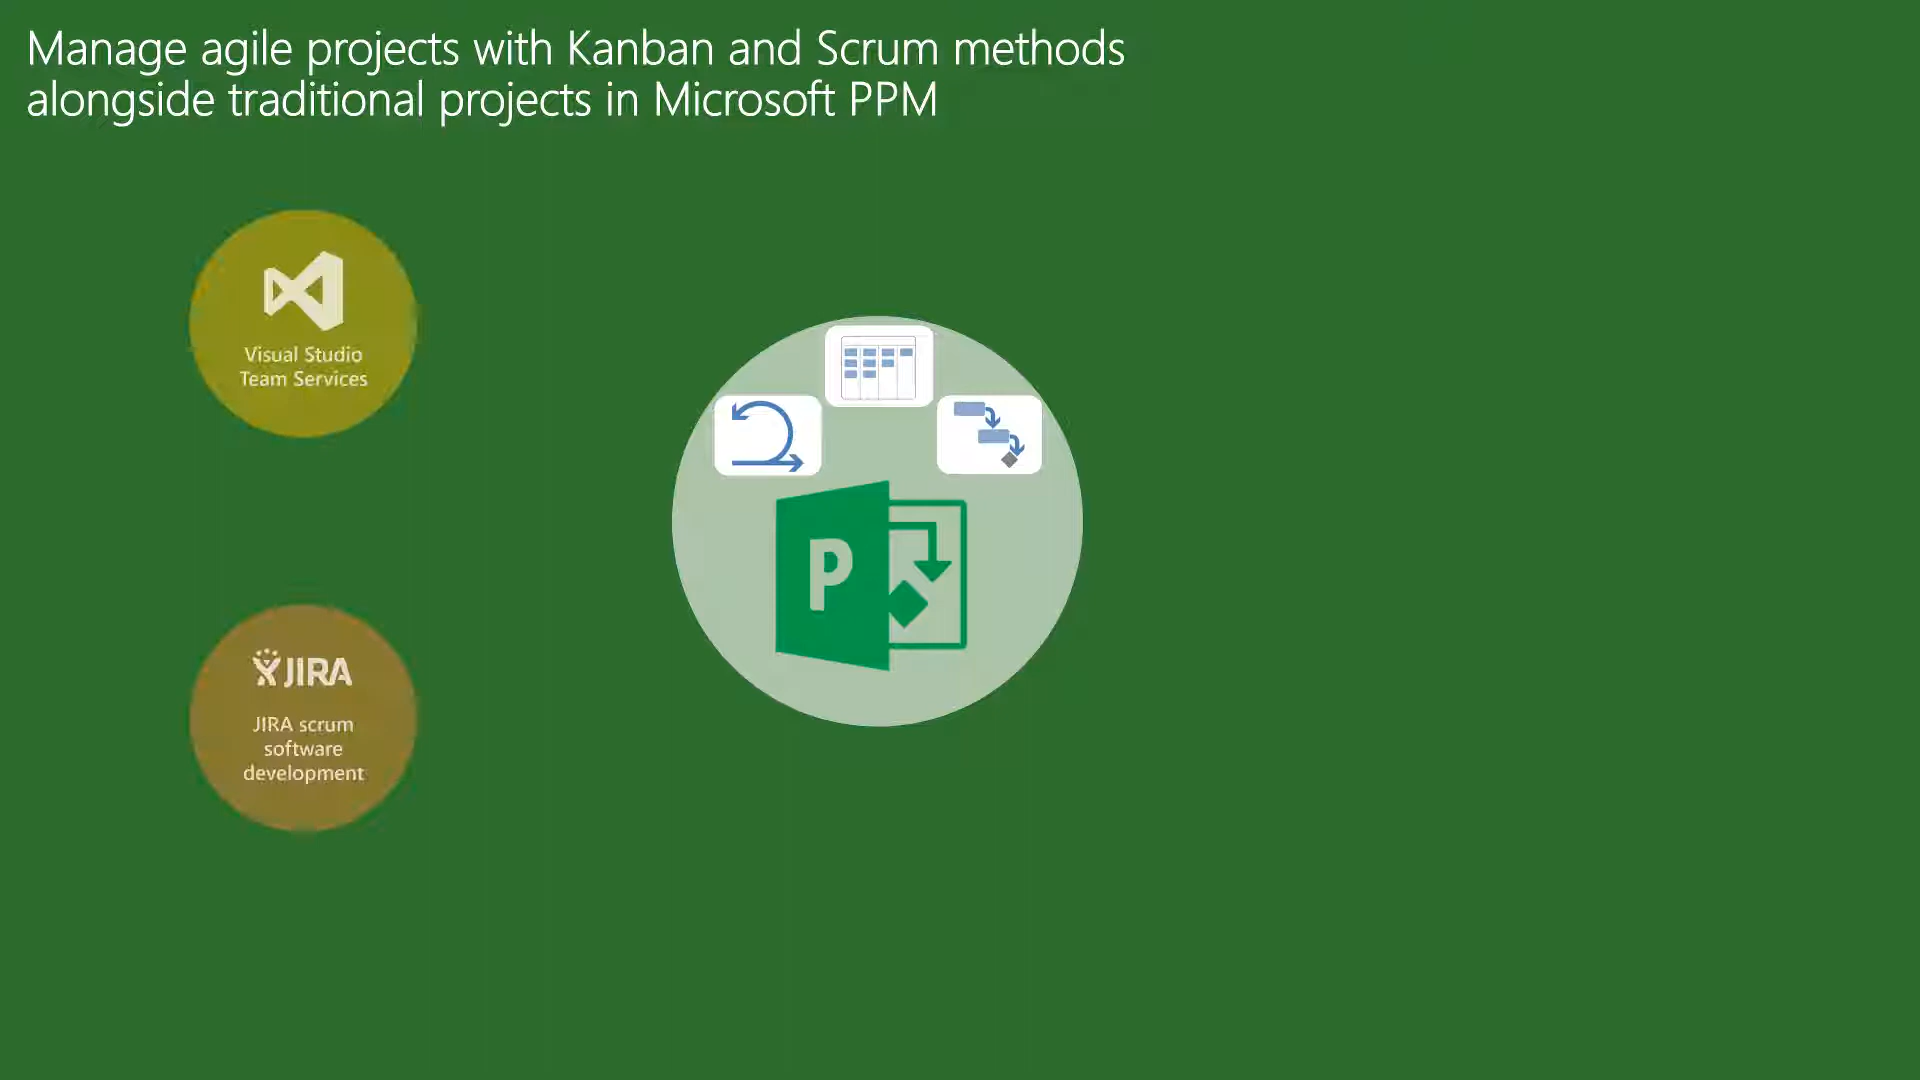 Manage agile projects with Kanban and Scrum methods
alongside traditional projects in Microsoft PPM
Visual Studio
Team Services
P
JIRA
JIRA scrum
software
development